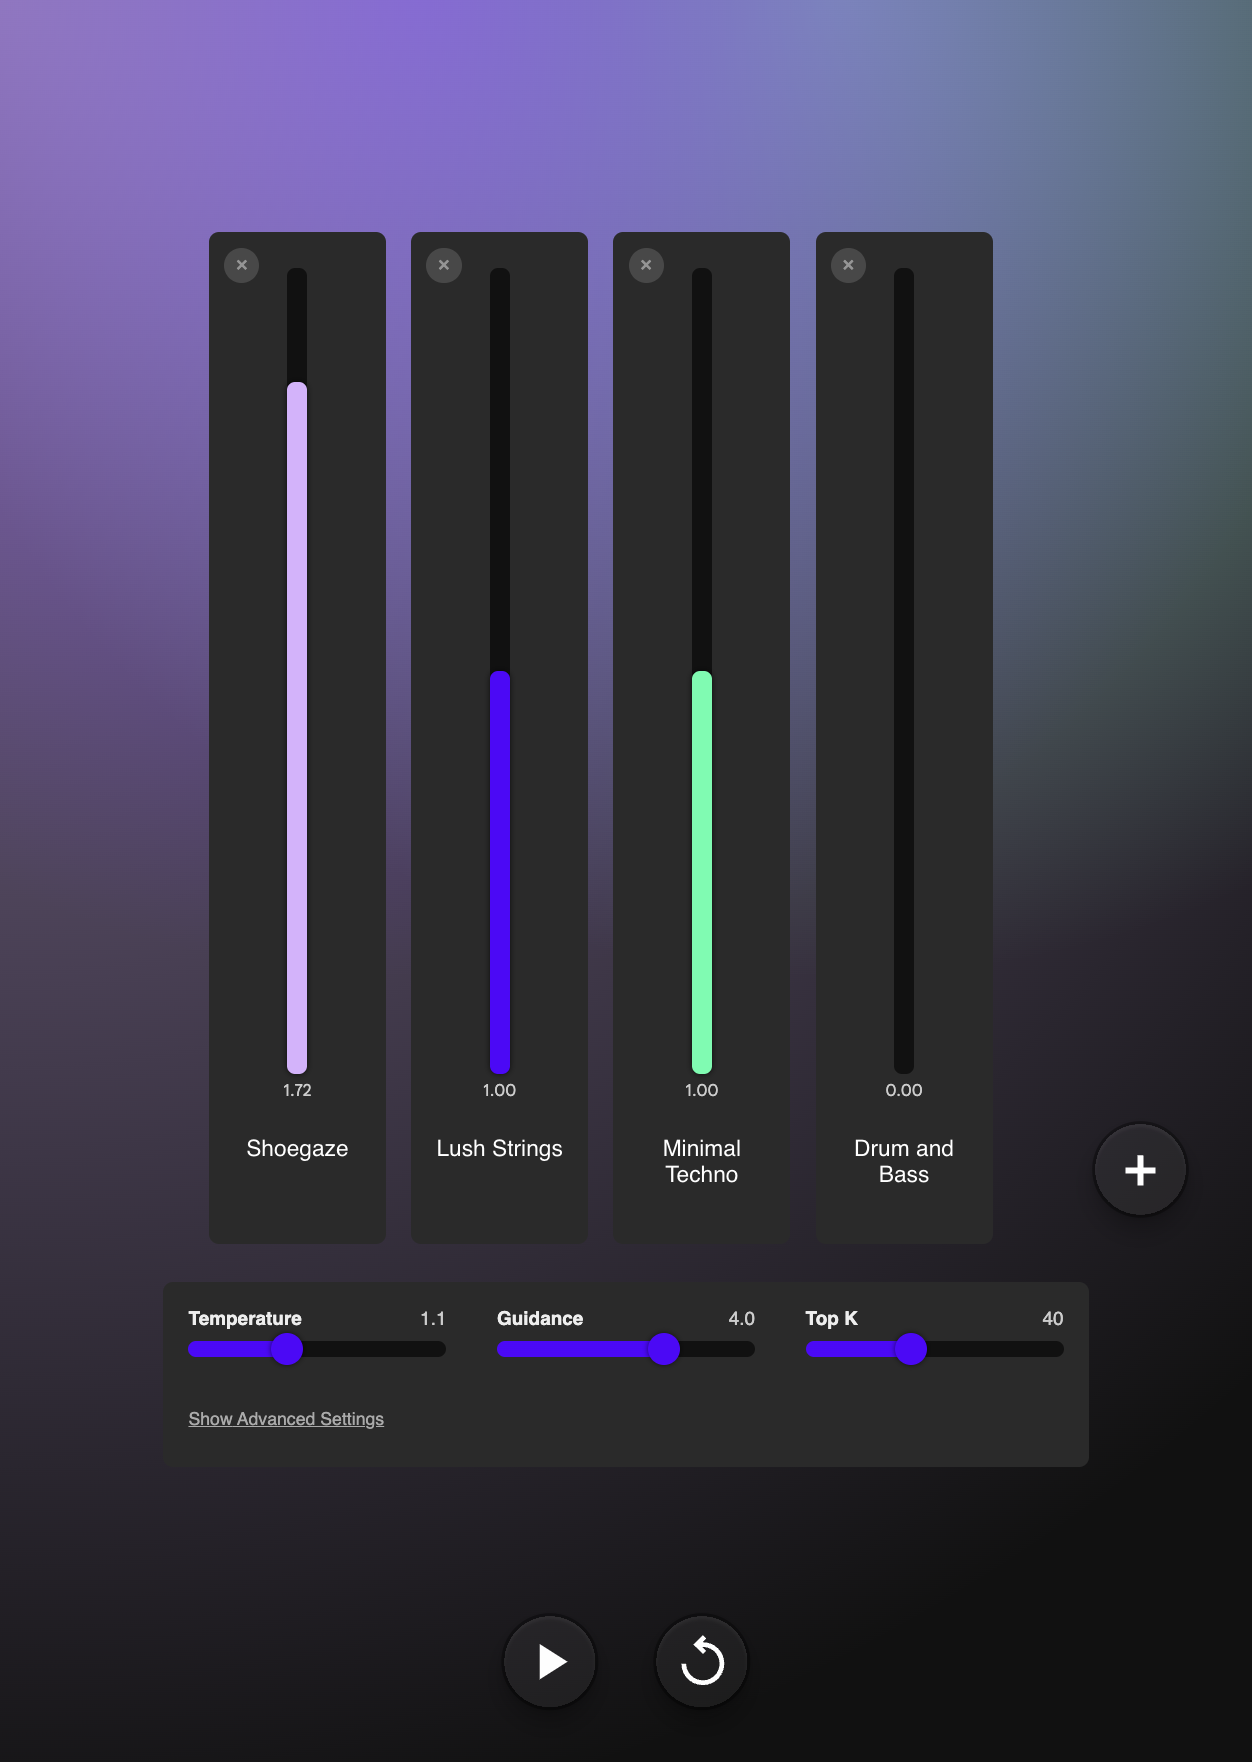 1.72
1.00
1.00
0.00
Shoegaze
Lush Strings
Minimal
Techno
Drum and
Bass
Temperature 1.1
Guidance 4.0
Top K 40
Show Advanced Settings